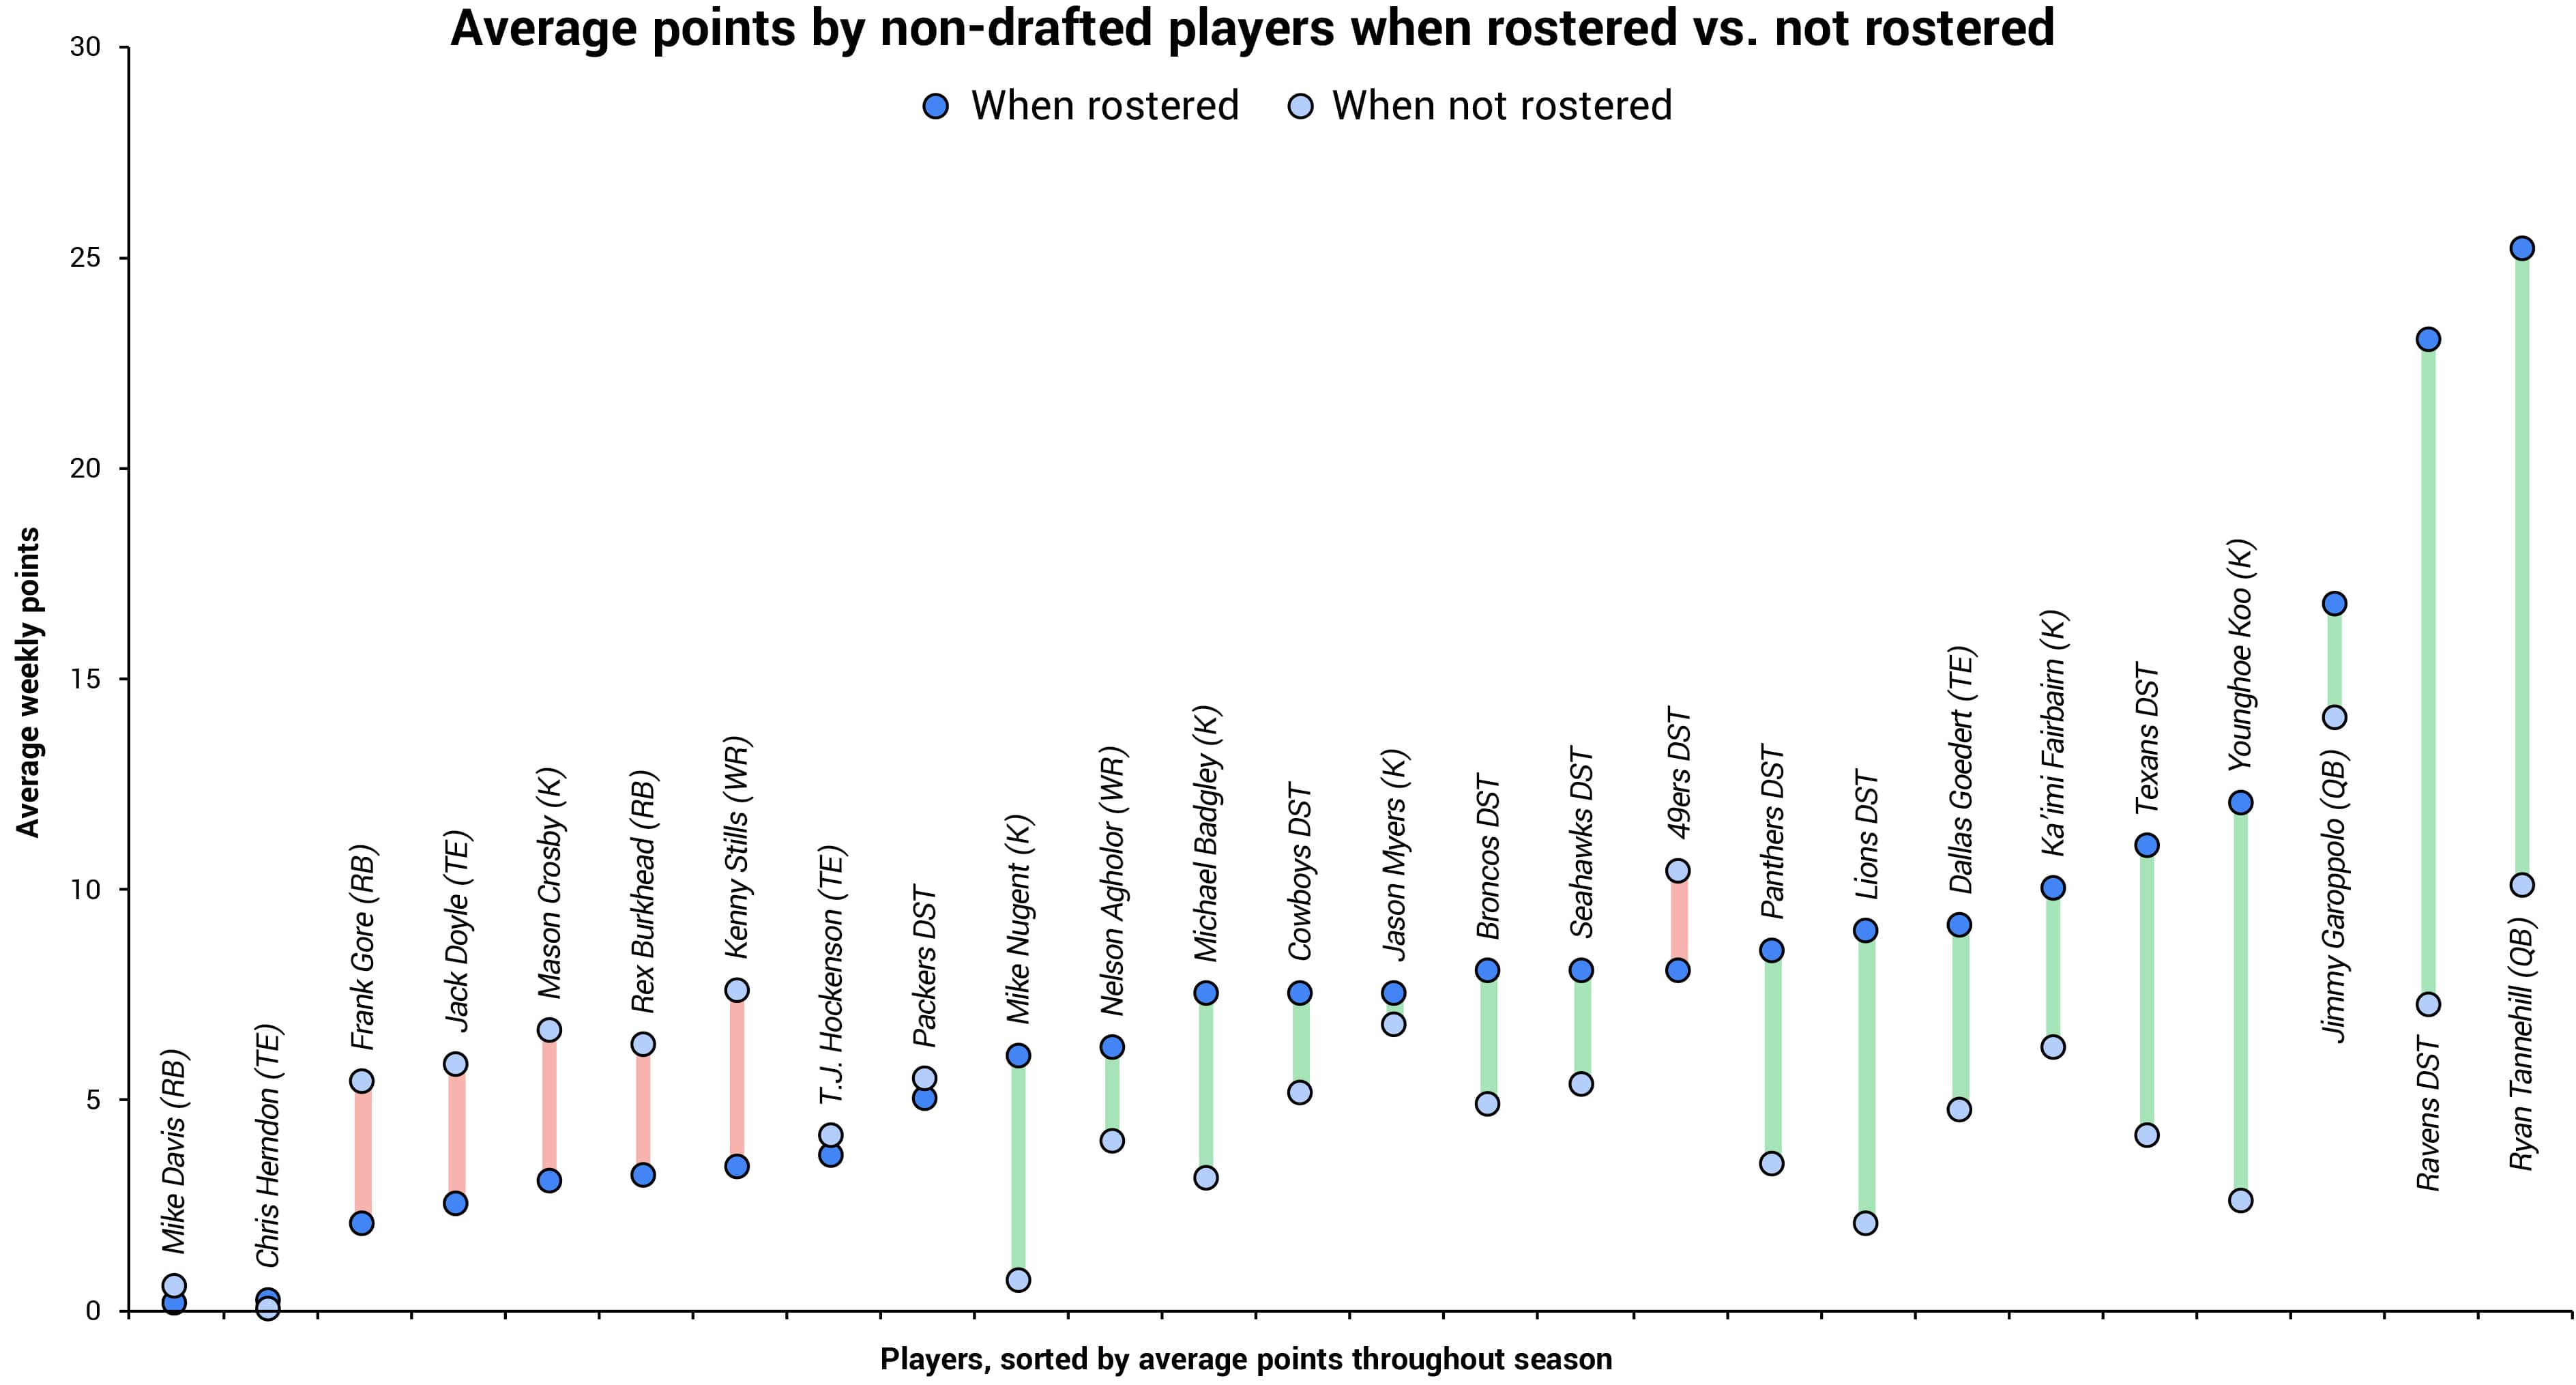 Average points by non-drafted players when rostered vs. not rostered
When rostered
When not rostered
30
25
20
15
10
5
0
Average weekly points
Mike Davis (RB)
Chris Herndon (TE)
Frank Gore (RB)
Jack Doyle (TE)
Mason Crosby (K)
Rex Burkhead (RB)
Kenny Stills (WR)
T.J. Hockenson (TE)
Packers DST
Mike Nugent (K)
Nelson Agholor (WR)
Michael Badgley (K)
Cowboys DST
Jason Myers (K)
Broncos DST
Seahawks DST
49ers DST
Panthers DST
Lions DST
Dallas Goedert (TE)
Ka’imi Fairbairn (K)
Texans DST
Younghoe Koo (K)
Jimmy Garoppolo (QB)
Ravens DST
Ryan Tannehill (QB)
Players, sorted by average points throughout season